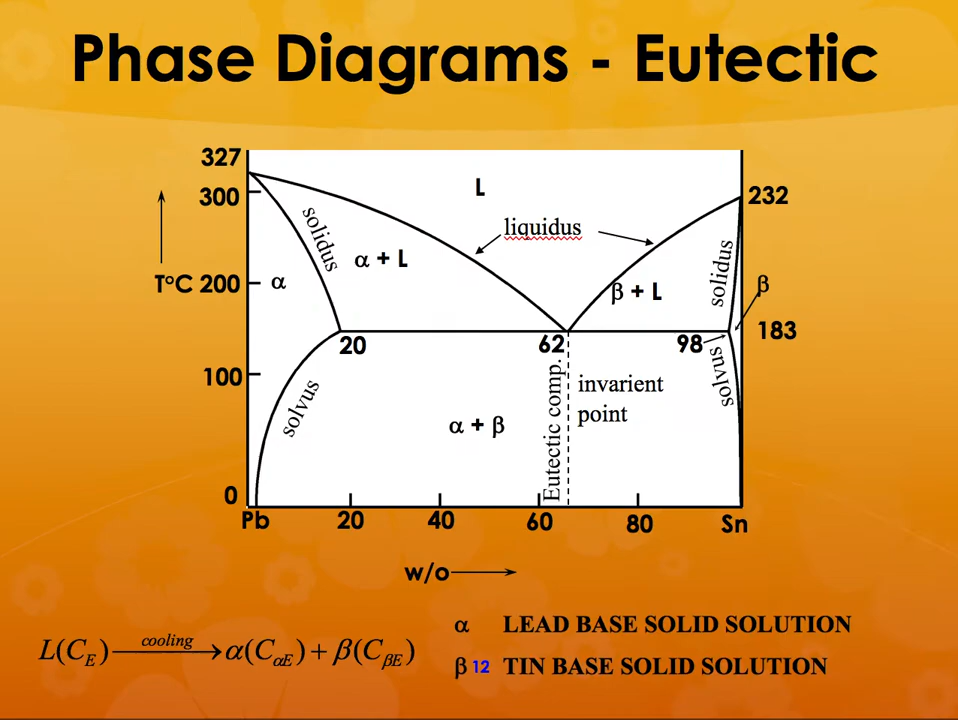 Phase Diagrams - Eutectic
327
300
T°C 200
100
0
L
liquidus
solidus
α + L
α
β + L
solidus
232
β
183
20
62
98
solvus
solvus
Eutectic comp.
invarient
point
α + β
Pb 20 40 60 80 Sn
w/o
L(C_E) cooling → α(C_αE) + β(C_βE)
α LEAD BASE SOLID SOLUTION
β 12 TIN BASE SOLID SOLUTION